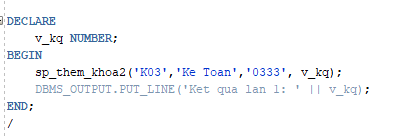 DECLARE
v_kq NUMBER;
BEGIN
sp_them_khoa2('K03','Ke Toan','0333', v_kq);
DBMS_OUTPUT.PUT_LINE('Ket qua lan 1: ' || v_kq);
END;
/